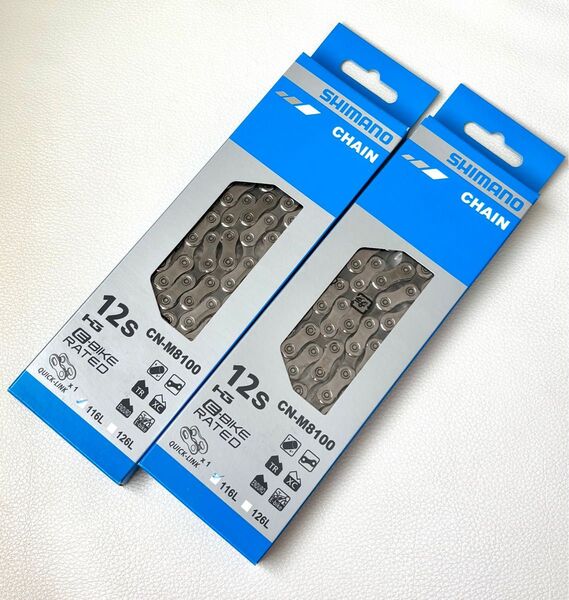 SHIMANO
CHAIN
12s
HG
CN-M8100
E-BIKE
RATED
QUICK-LINK
x 1
116L
126L
TR
XC
SHIMANO
CHAIN
12s
HG
CN-M8100
E-BIKE
RATED
QUICK-LINK
x 1
116L
126L
TR
XC